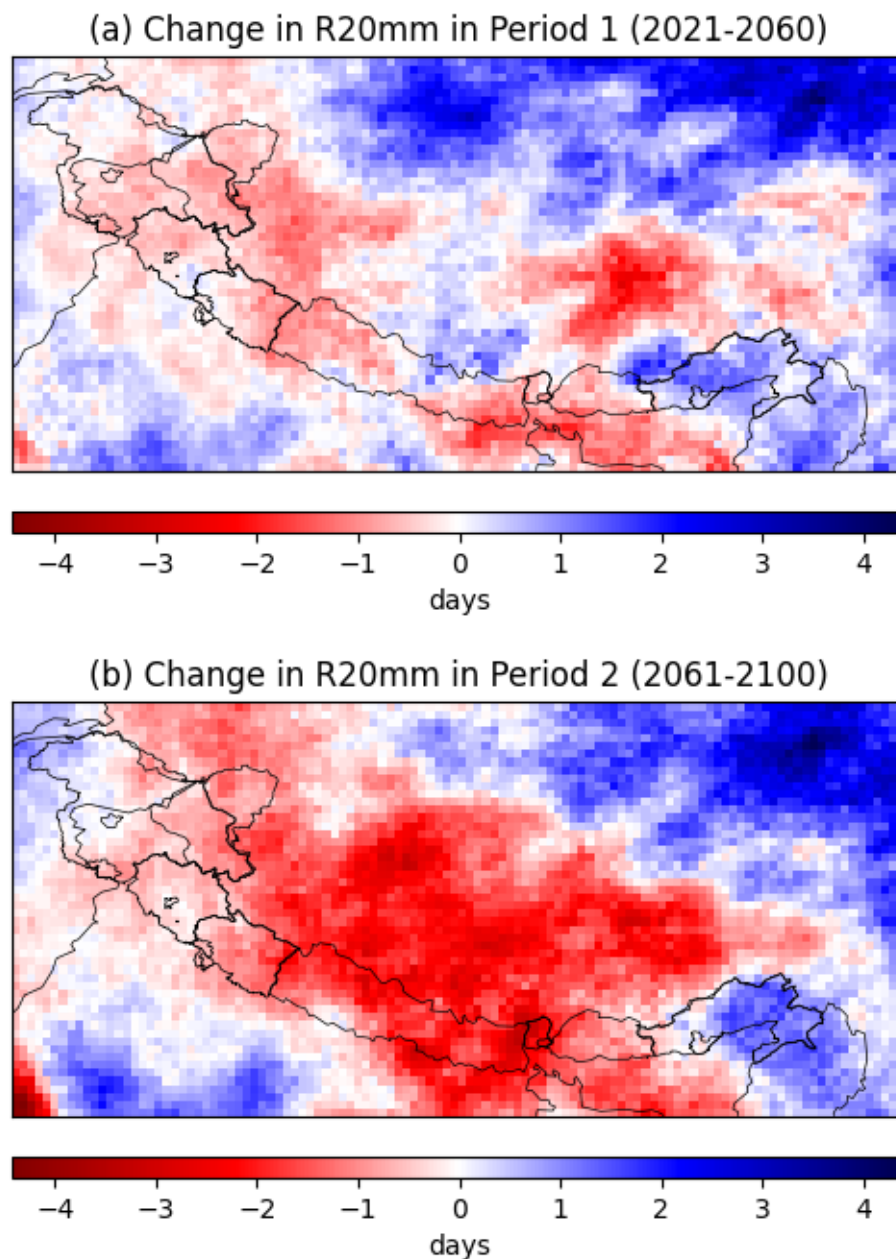 (a) Change in R20mm in Period 1 (2021-2060)
−4 −3 −2 −1 0 1 2 3 4
days
(b) Change in R20mm in Period 2 (2061-2100)
−4 −3 −2 −1 0 1 2 3 4
days